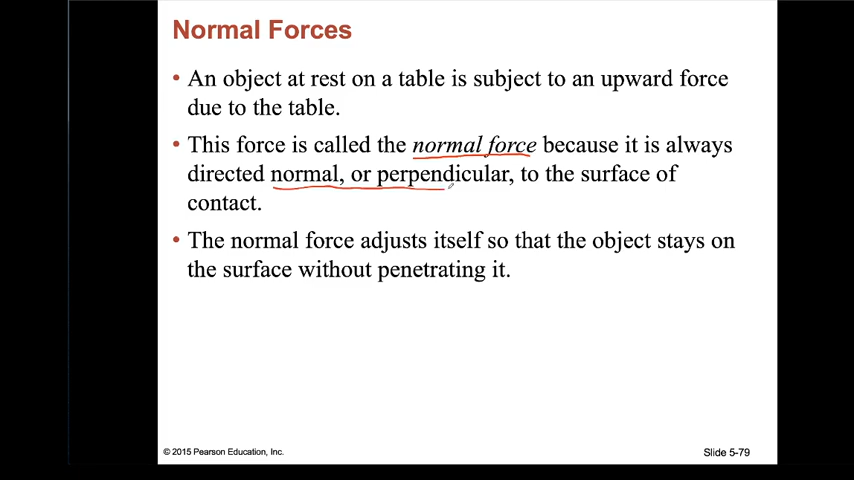 Normal Forces
• An object at rest on a table is subject to an upward force
due to the table.
• This force is called the normal force because it is always
directed normal, or perpendicular, to the surface of
contact.
• The normal force adjusts itself so that the object stays on
the surface without penetrating it.
© 2015 Pearson Education, Inc.
Slide 5-79